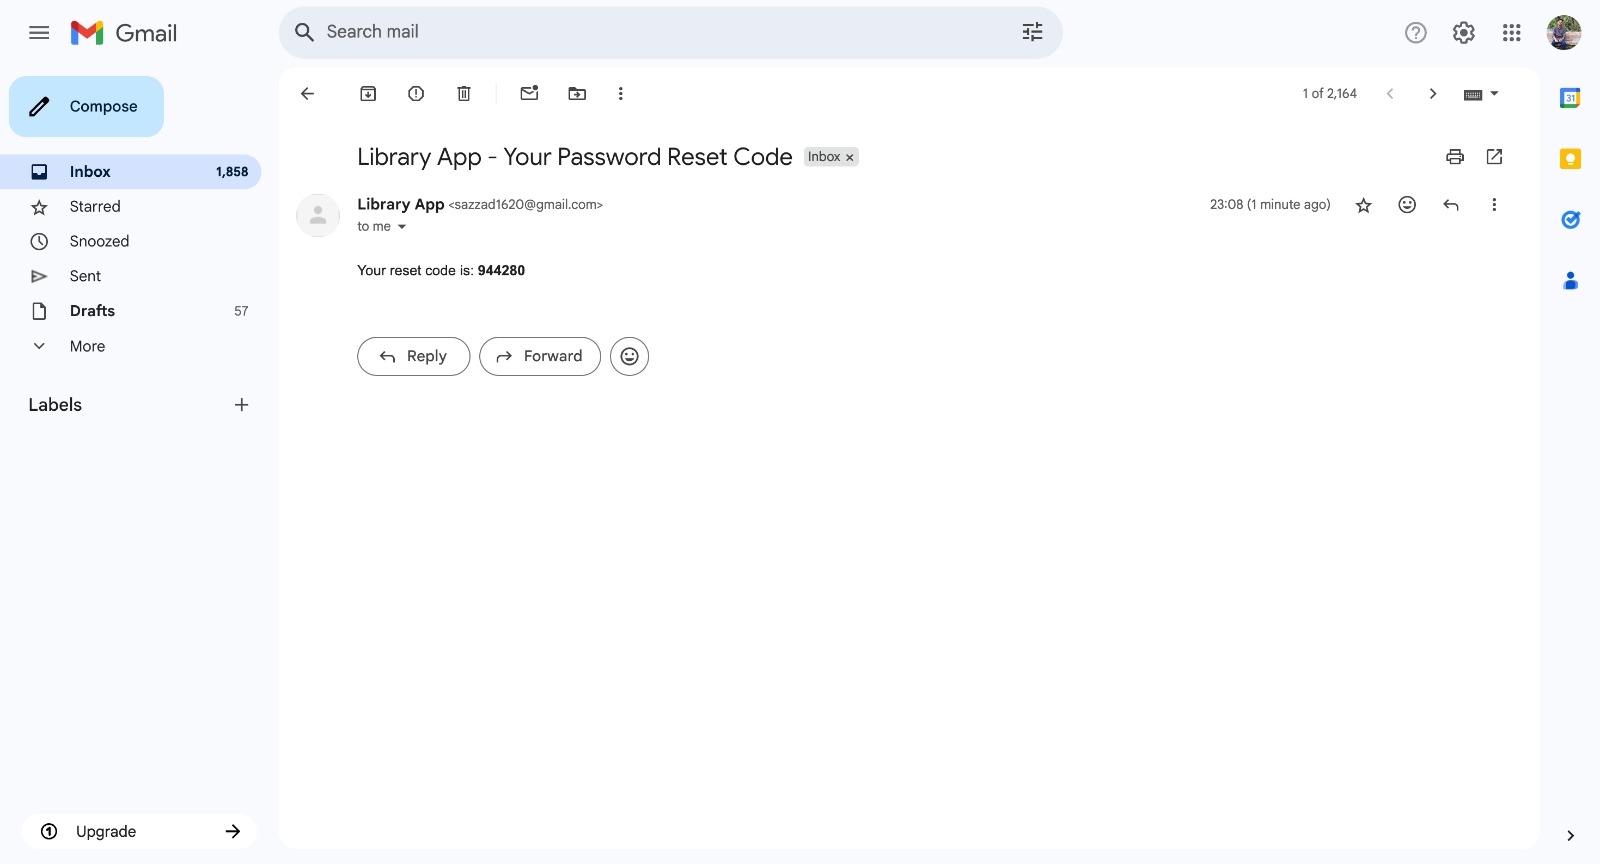 Gmail
Search mail
Compose
1 of 2,164
Library App - Your Password Reset Code
Inbox ×
Inbox 1,858
Library App <sazzad1620@gmail.com>
23:08 (1 minute ago)
Starred
to me
Snoozed
Your reset code is: 944280
Sent
Drafts 57
More
Reply
Forward
Labels
Upgrade
31